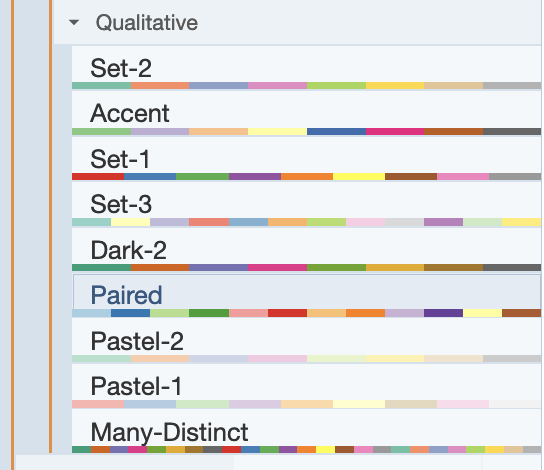 Qualitative
Set-2
Accent
Set-1
Set-3
Dark-2
Paired
Pastel-2
Pastel-1
Many-Distinct